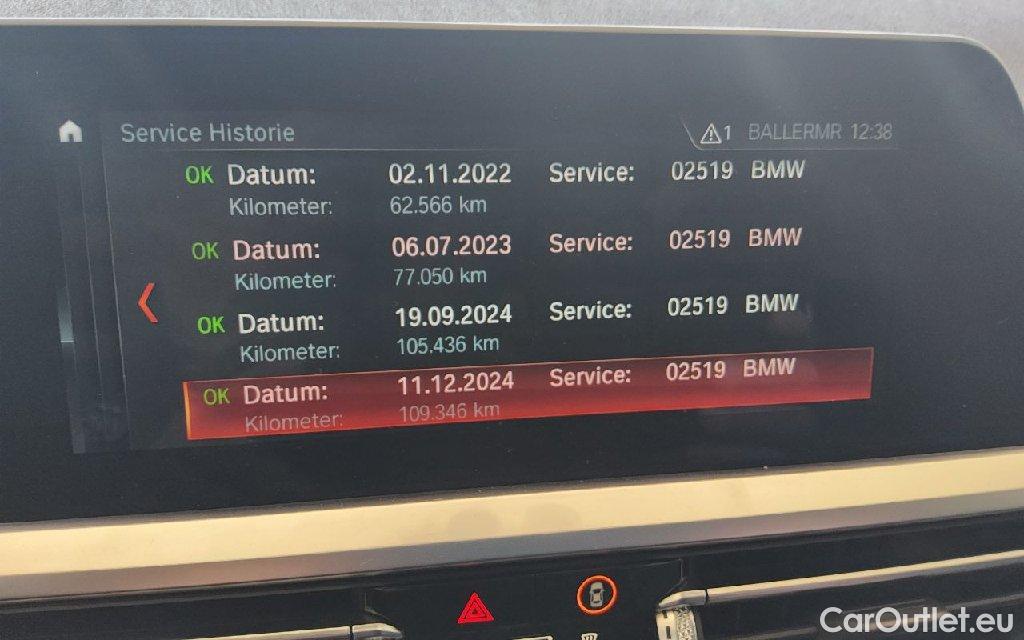 Service Historie
1 BALLERMR 12:38
OK Datum: 02.11.2022 Service: 02519 BMW
Kilometer: 62.566 km
OK Datum: 06.07.2023 Service: 02519 BMW
Kilometer: 77.050 km
OK Datum: 19.09.2024 Service: 02519 BMW
Kilometer: 105.436 km
OK Datum: 11.12.2024 Service: 02519 BMW
Kilometer: 109.346 km
CarOutlet.eu